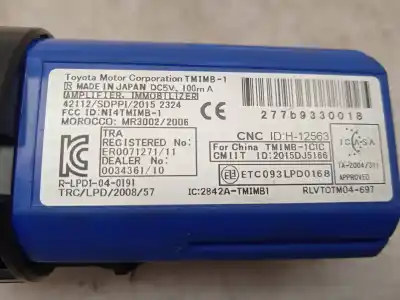 Toyota Motor Corporation TMIMB-1
MADE IN JAPAN DC5V, 100mA
AMPLIFIER, IMMOBILIZER
42112/SDPPI/2015 2324
FCC ID:NI4TMIMB-1
MOROCCO: MR3002/2006
277b9330018
CE
TRA
REGISTERED No:
ER0071271/11
DEALER No:
0034361/10
R-LPD1-04-0191
TRC/LPD/2008/57
CNC ID:H-12563
For China TMIMB-1CIC
CMIIT ID:2015DJ5186
ETC093LPD0168
IC:2842A-TMIMB1
ICASA
TA-2004/
APPROVED
RLVTOTM04-697